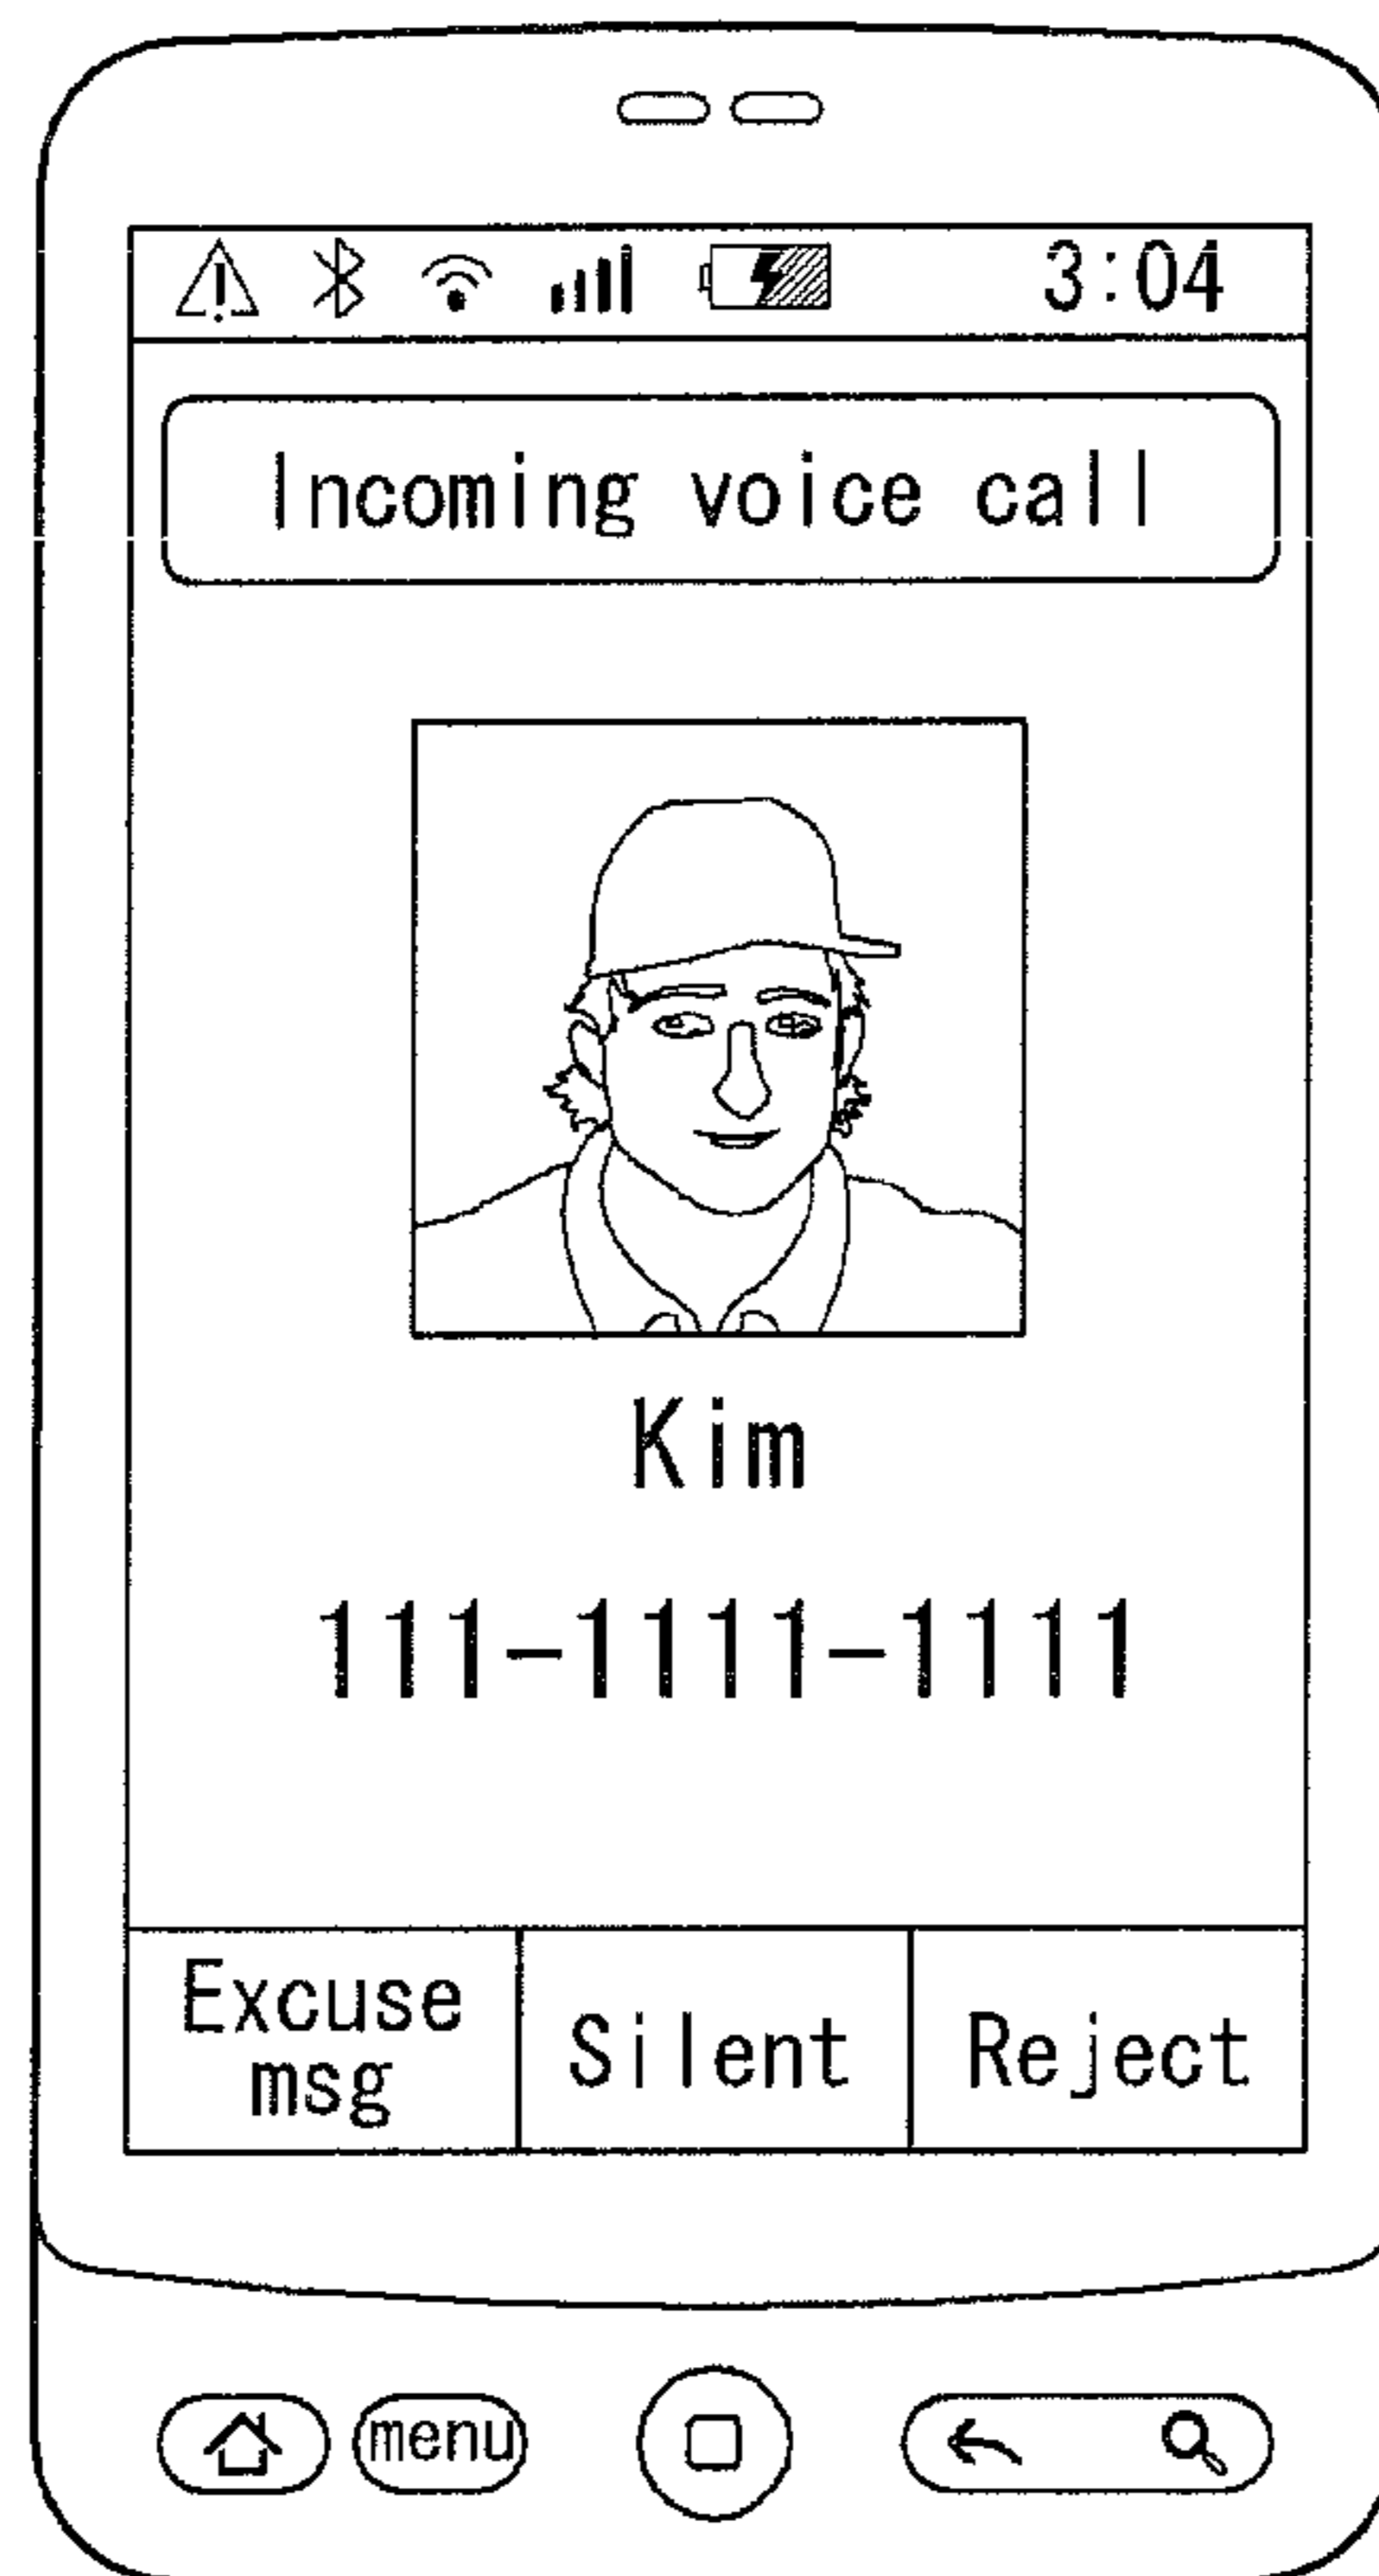 3:04
Incoming voice call
Kim
111-1111-1111
Excuse
msg
Silent
Reject
menu